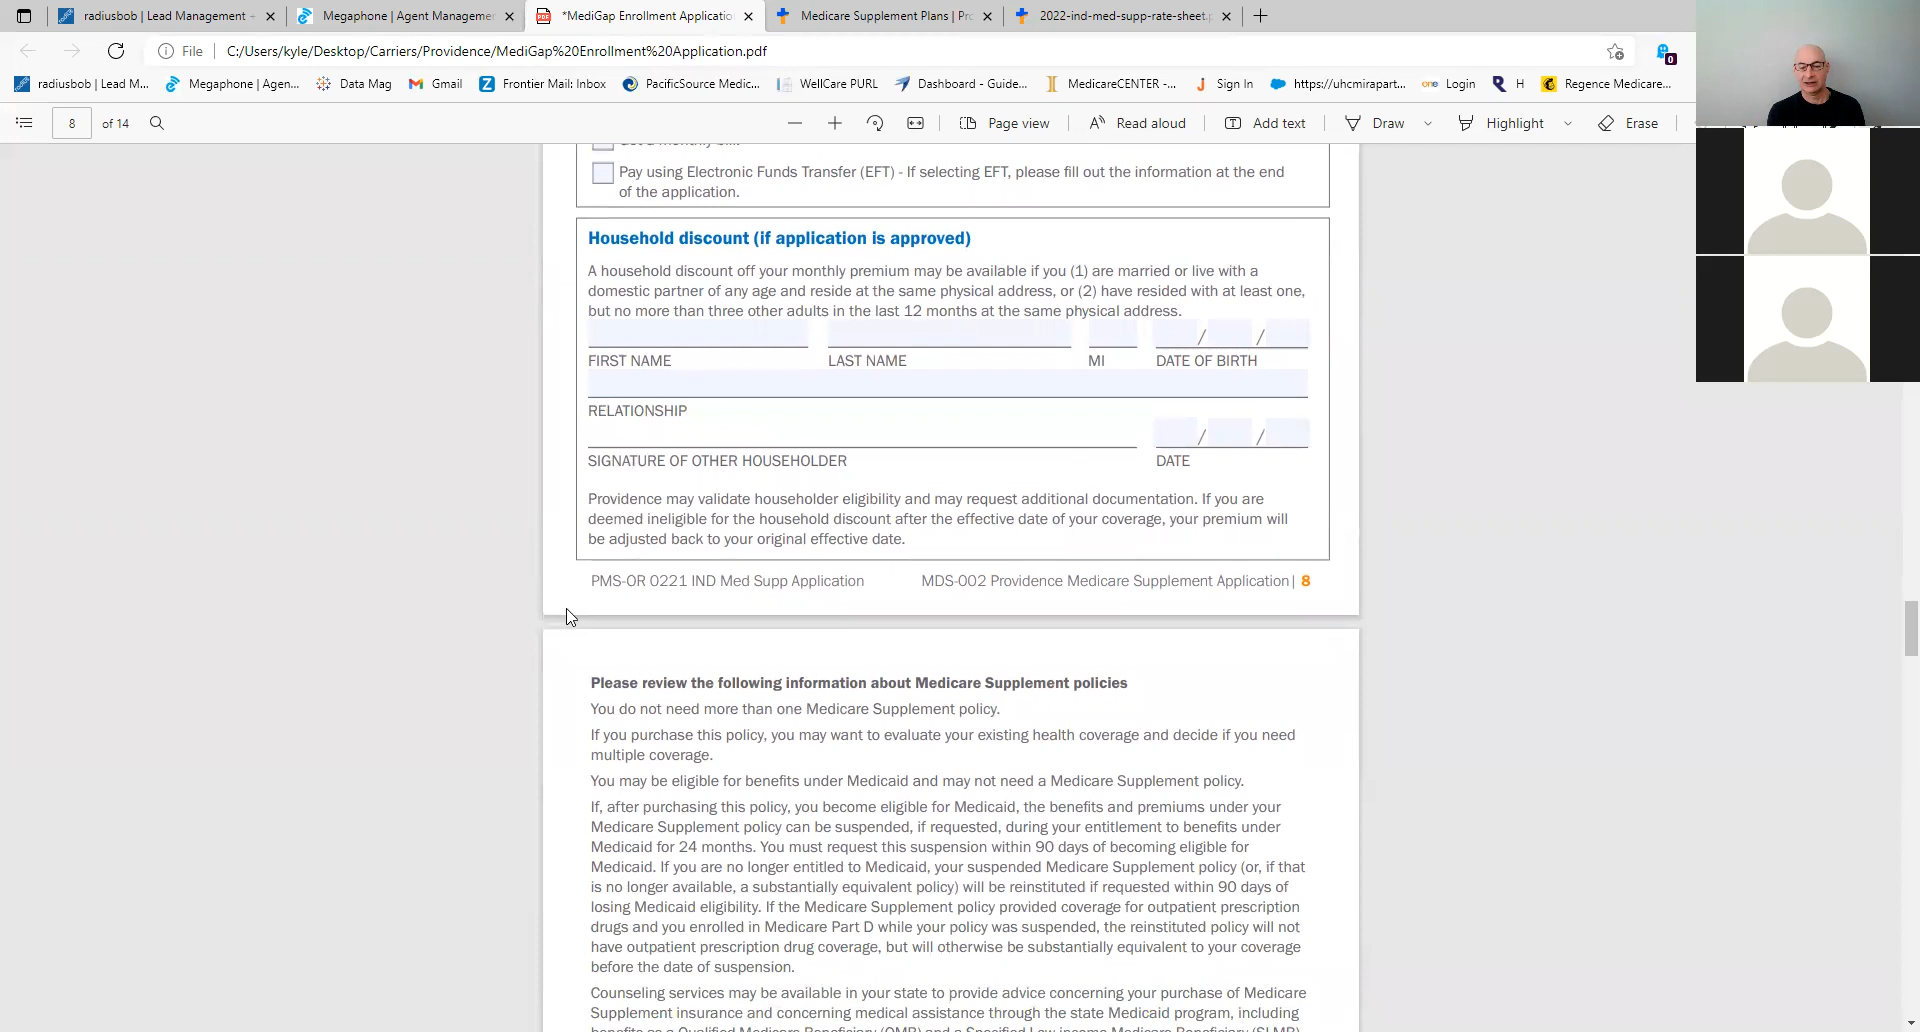 radiusbob | Lead Management
Megaphone | Agent Managemen
*MediGap Enrollment Applicatio
Medicare Supplement Plans | Pr
2022-ind-med-supp-rate-sheet.p
File
C:/Users/kyle/Desktop/Carriers/Providence/MediGap%20Enrollment%20Application.pdf
0
radiusbob | Lead M...
Megaphone | Agen...
Data Mag
Gmail
Frontier Mail: Inbox
PacificSource Medic...
WellCare PURL
Dashboard - Guide...
MedicareCENTER -...
Sign In
https://uhcmirapart...
one Login
H
Regence Medicare...
8 of 14
Page view
Read aloud
Add text
Draw
Highlight
Erase
Pay using Electronic Funds Transfer (EFT) - If selecting EFT, please fill out the information at the end
of the application.
Household discount (if application is approved)
A household discount off your monthly premium may be available if you (1) are married or live with a
domestic partner of any age and reside at the same physical address, or (2) have resided with at least one,
but no more than three other adults in the last 12 months at the same physical address.
/ /
FIRST NAME LAST NAME MI DATE OF BIRTH
RELATIONSHIP
/ /
SIGNATURE OF OTHER HOUSEHOLDER DATE
Providence may validate householder eligibility and may request additional documentation. If you are
deemed ineligible for the household discount after the effective date of your coverage, your premium will
be adjusted back to your original effective date.
PMS-OR 0221 IND Med Supp Application MDS-002 Providence Medicare Supplement Application| 8
Please review the following information about Medicare Supplement policies
You do not need more than one Medicare Supplement policy.
If you purchase this policy, you may want to evaluate your existing health coverage and decide if you need
multiple coverage.
You may be eligible for benefits under Medicaid and may not need a Medicare Supplement policy.
If, after purchasing this policy, you become eligible for Medicaid, the benefits and premiums under your
Medicare Supplement policy can be suspended, if requested, during your entitlement to benefits under
Medicaid for 24 months. You must request this suspension within 90 days of becoming eligible for
Medicaid. If you are no longer entitled to Medicaid, your suspended Medicare Supplement policy (or, if that
is no longer available, a substantially equivalent policy) will be reinstituted if requested within 90 days of
losing Medicaid eligibility. If the Medicare Supplement policy provided coverage for outpatient prescription
drugs and you enrolled in Medicare Part D while your policy was suspended, the reinstituted policy will not
have outpatient prescription drug coverage, but will otherwise be substantially equivalent to your coverage
before the date of suspension.
Counseling services may be available in your state to provide advice concerning your purchase of Medicare
Supplement insurance and concerning medical assistance through the state Medicaid program, including